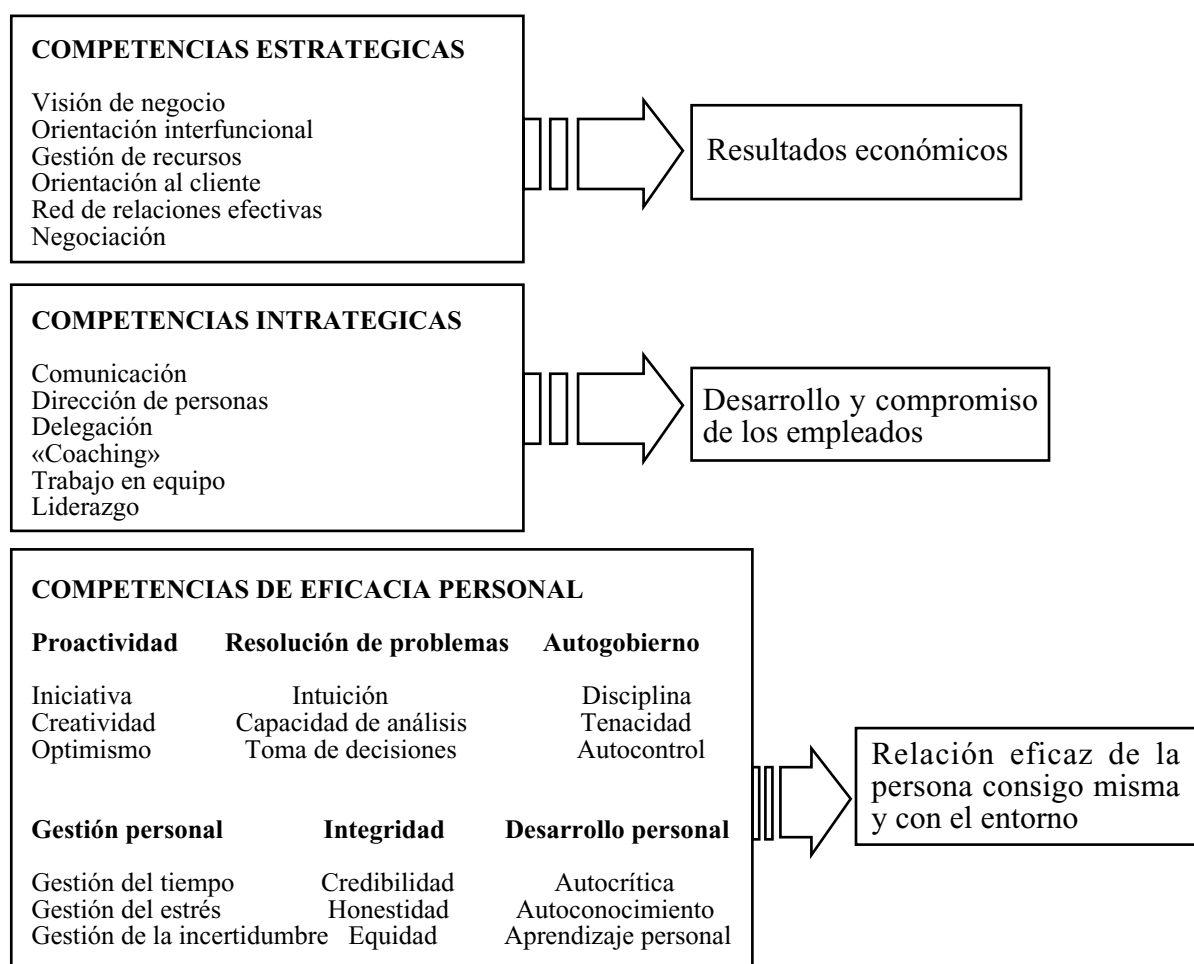 COMPETENCIAS ESTRATEGICAS
Visión de negocio
Orientación interfuncional
Gestión de recursos
Orientación al cliente
Red de relaciones efectivas
Negociación
Resultados económicos
COMPETENCIAS INTRATEGICAS
Comunicación
Dirección de personas
Delegación
«Coaching»
Trabajo en equipo
Liderazgo
Desarrollo y compromiso
de los empleados
COMPETENCIAS DE EFICACIA PERSONAL
Proactividad Resolución de problemas Autogobierno
Iniciativa Intuición Disciplina
Creatividad Capacidad de análisis Tenacidad
Optimismo Toma de decisiones Autocontrol
Gestión personal Integridad Desarrollo personal
Gestión del tiempo Credibilidad Autocrítica
Gestión del estrés Honestidad Autoconocimiento
Gestión de la incertidumbre Equidad Aprendizaje personal
Relación eficaz de la
persona consigo misma
y con el entorno